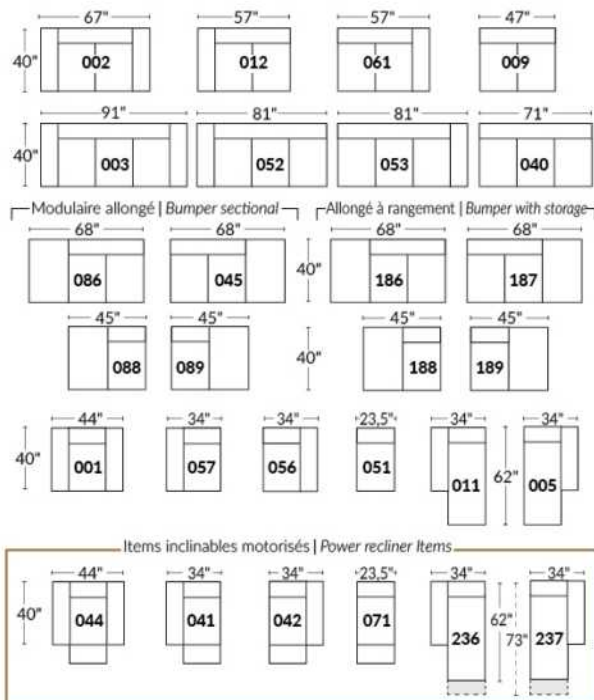 67" 57" 57" 47"
40" 002 012 061 009
91" 81" 81" 71"
40" 003 052 053 040
Modulaire allongé | Bumper sectional Allongé à rangement | Bumper with storage
68" 68" 68" 68"
086 045 40" 186 187
45" 45" 45" 45"
088 089 40" 188 189
44" 34" 34" 23,5" 34" 34"
40" 001 057 056 051 011 62" 005
Items inclinables motorisés | Power recliner Items
44" 34" 34" 23,5" 34" 34"
40" 044 041 042 071 236 62" 73" 237